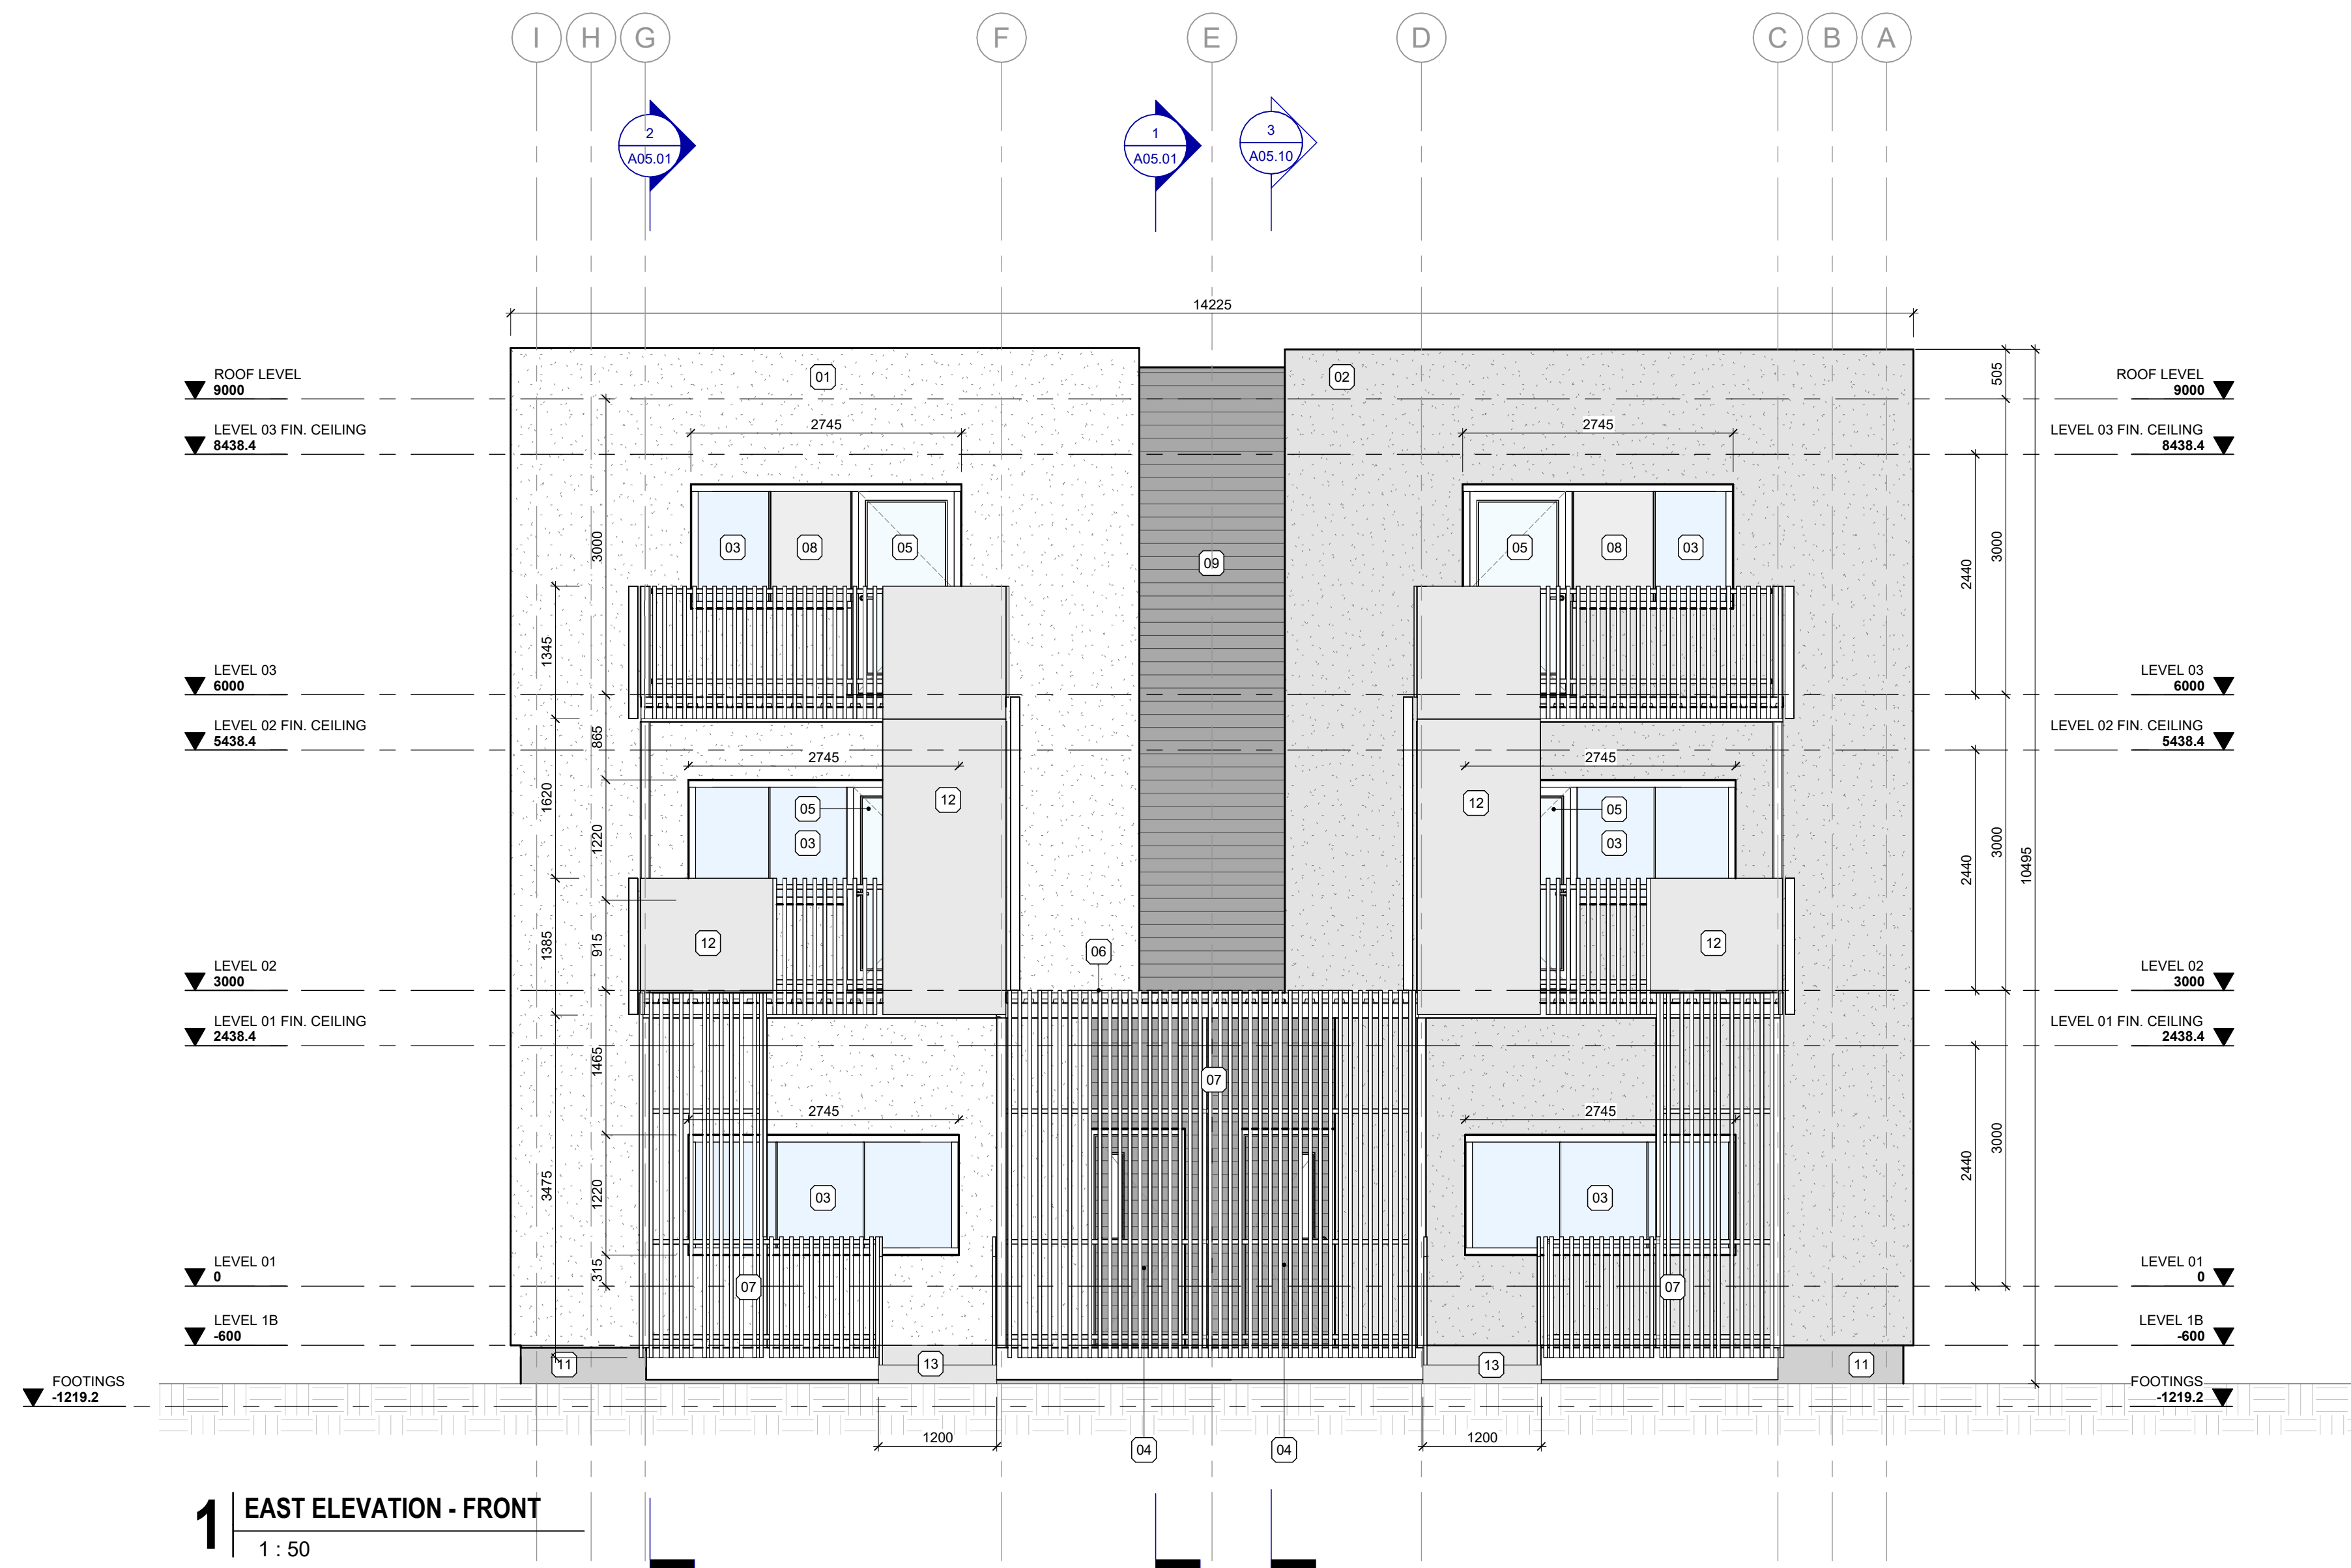 I H G F E D C B A
2
A05.01
1
A05.01
3
A05.10
14225
ROOF LEVEL
9000
01
02
505
ROOF LEVEL
9000
LEVEL 03 FIN. CEILING
8438.4
2745
2745
LEVEL 03 FIN. CEILING
8438.4
3000
03 08 05
09
05 08 03
2440
3000
1345
LEVEL 03
6000
LEVEL 03
6000
LEVEL 02 FIN. CEILING
5438.4
865
2745
2745
LEVEL 02 FIN. CEILING
5438.4
1620
1220
05
03
12
12
05
03
2440
3000
10495
1385
915
12
06
12
LEVEL 02
3000
LEVEL 02
3000
LEVEL 01 FIN. CEILING
2438.4
1465
07
LEVEL 01 FIN. CEILING
2438.4
2745
2745
3475
1220
03
03
2440
3000
LEVEL 01
0
315
07
07
LEVEL 01
0
LEVEL 1B
-600
LEVEL 1B
-600
11
13
13
11
FOOTINGS
-1219.2
FOOTINGS
-1219.2
1200
04
04
1200
1
EAST ELEVATION - FRONT
1 : 50